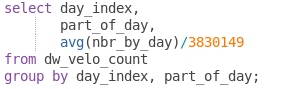 select day_index,
part_of_day,
avg(nbr_by_day)/3830149
from dw_velo_count
group by day_index, part_of_day;